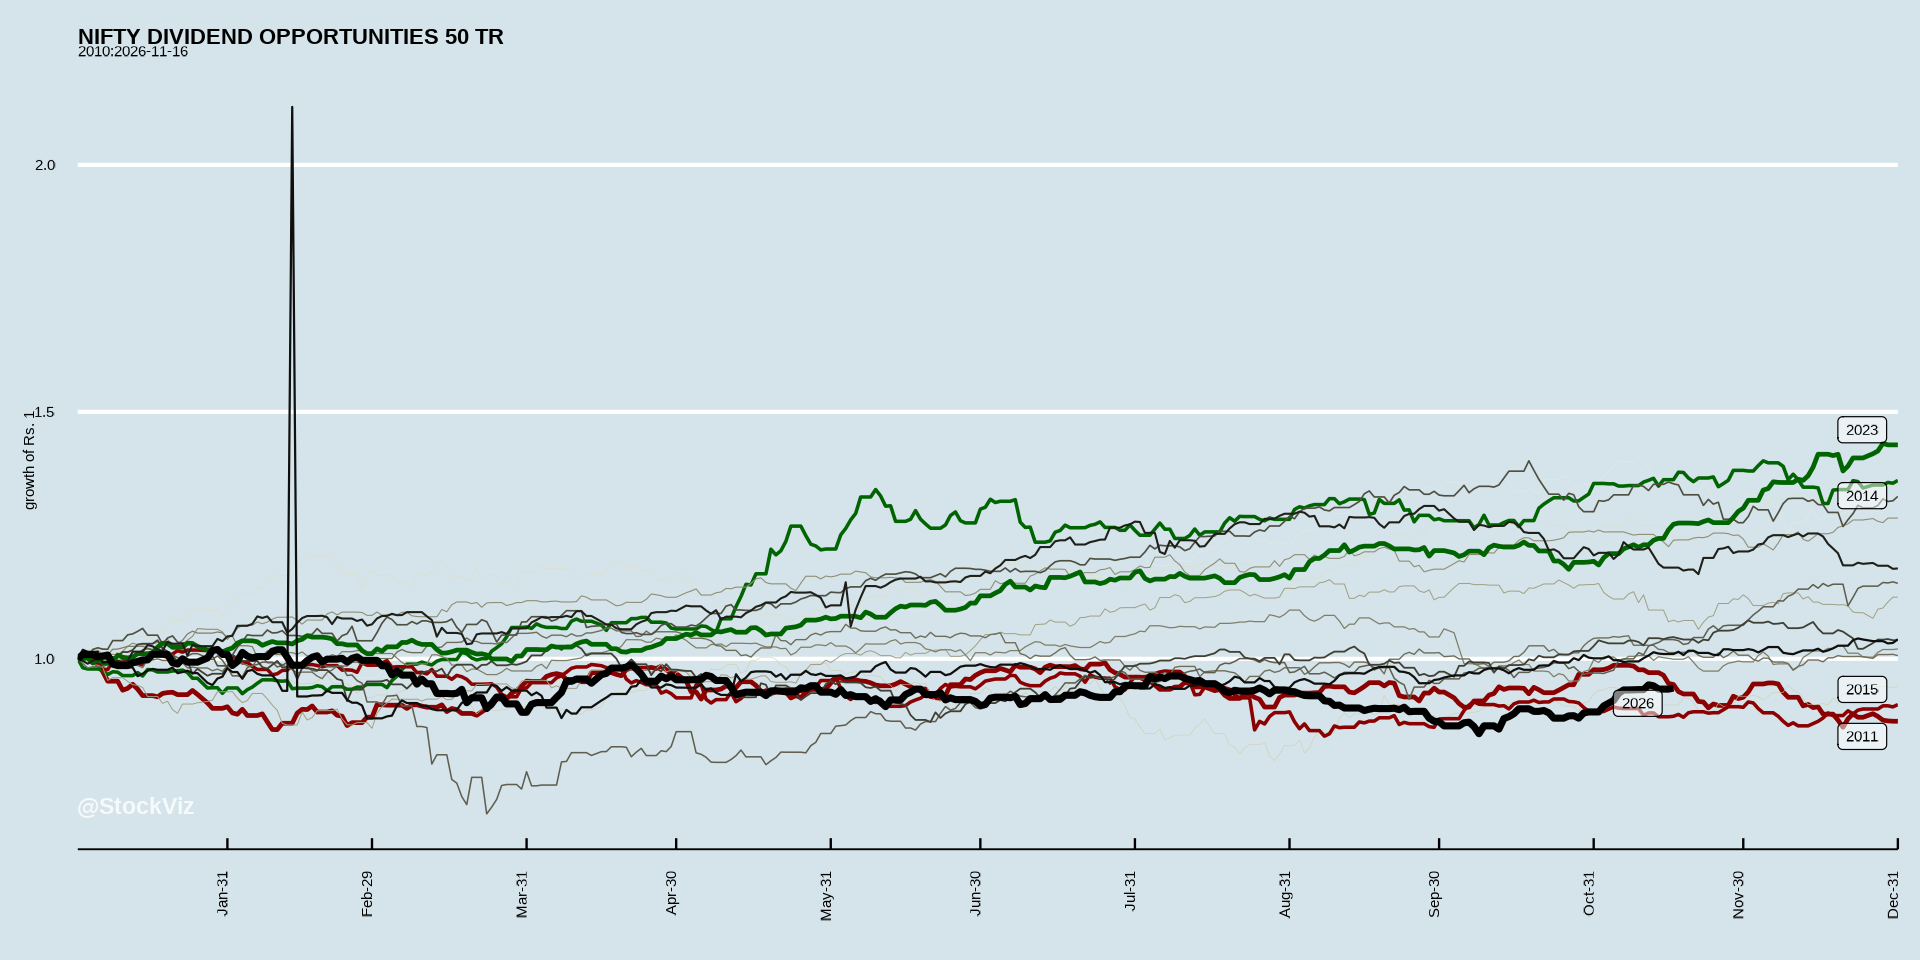 NIFTY DIVIDEND OPPORTUNITIES 50 TR
2010:2026-11-16
2.0
1.5
1.0
growth of Rs. 1
2023
2014
2015
2026
2011
@StockViz
Jan-31
Feb-29
Mar-31
Apr-30
May-31
Jun-30
Jul-31
Aug-31
Sep-30
Oct-31
Nov-30
Dec-31